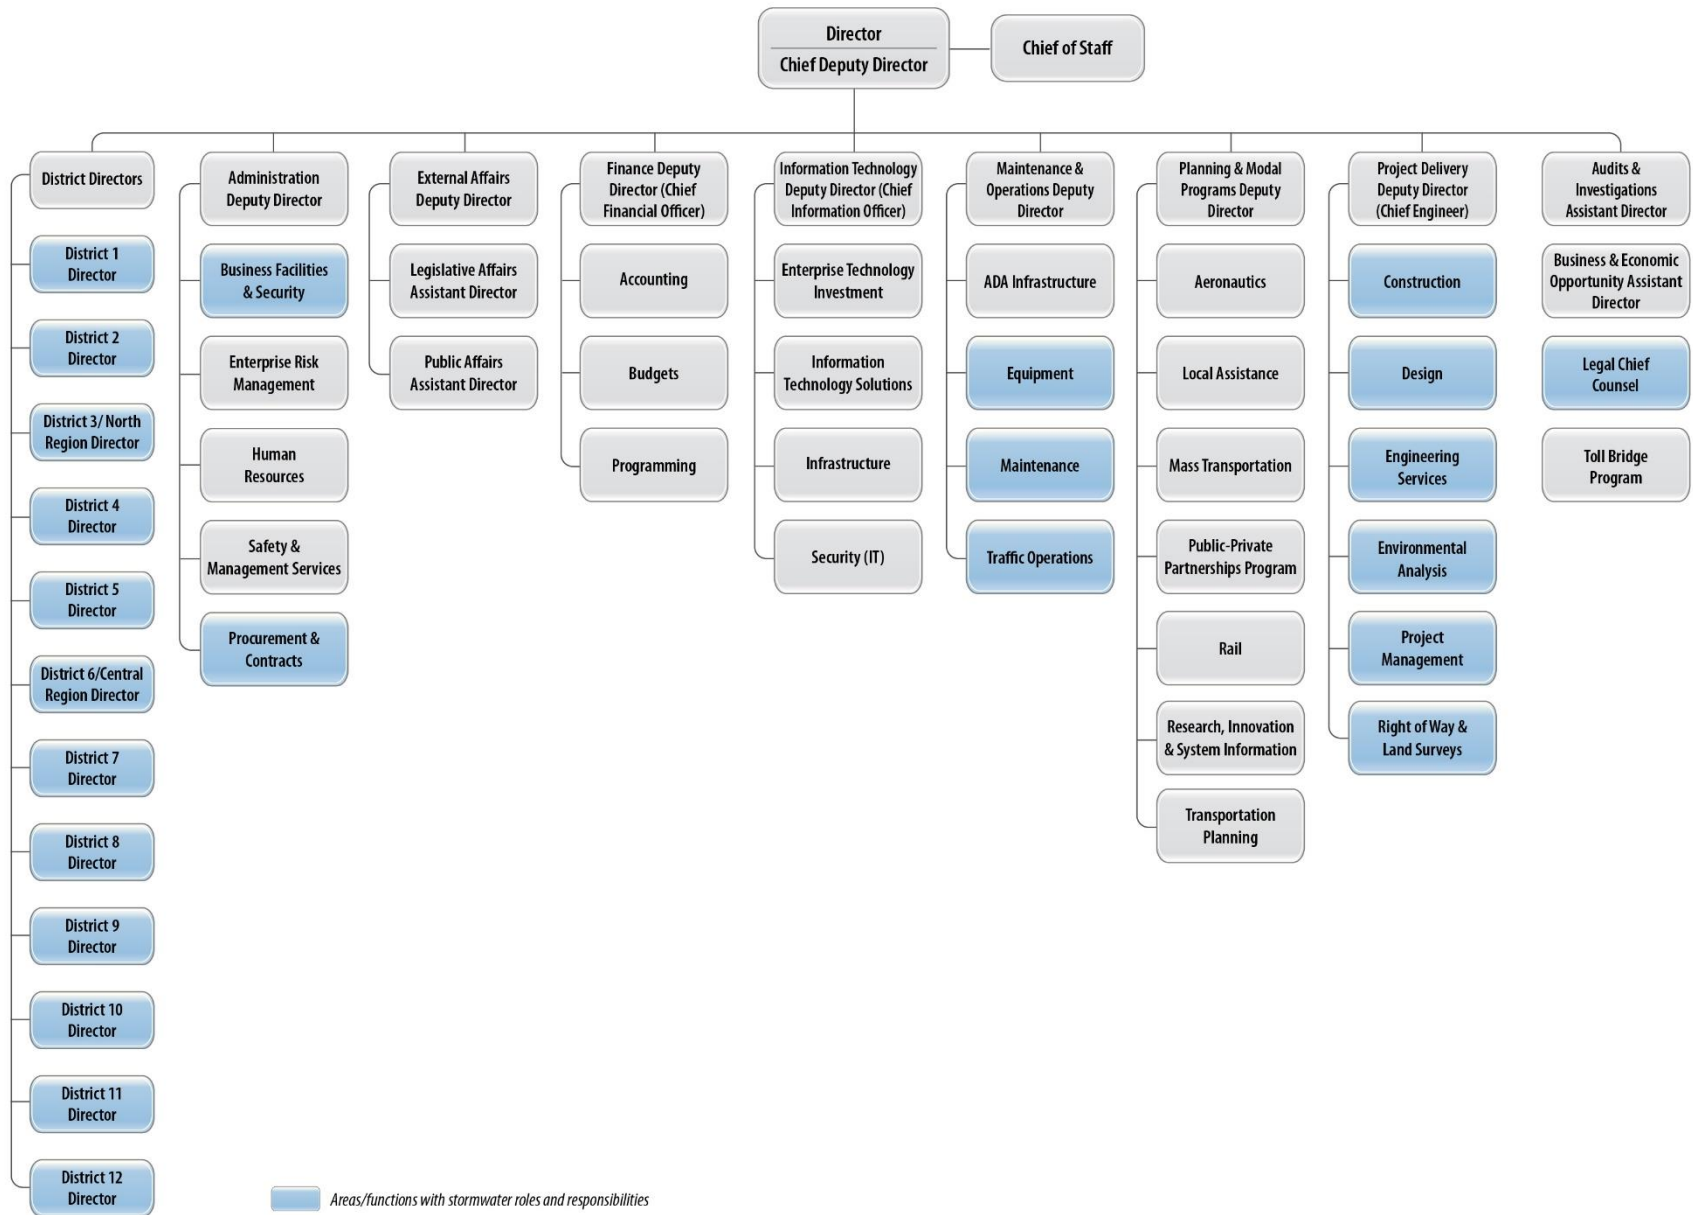 Director
Chief Deputy Director
Chief of Staff
District Directors
District 1
Director
District 2
Director
District 3/ North
Region Director
District 4
Director
District 5
Director
District 6/Central
Region Director
District 7
Director
District 8
Director
District 9
Director
District 10
Director
District 11
Director
District 12
Director
Administration
Deputy Director
Business Facilities
& Security
Enterprise Risk
Management
Human
Resources
Safety &
Management Services
Procurement &
Contracts
External Affairs
Deputy Director
Legislative Affairs
Assistant Director
Public Affairs
Assistant Director
Finance Deputy
Director (Chief
Financial Officer)
Accounting
Budgets
Programming
Information Technology
Deputy Director (Chief
Information Officer)
Enterprise Technology
Investment
Information
Technology Solutions
Infrastructure
Security (IT)
Maintenance &
Operations Deputy
Director
ADA Infrastructure
Equipment
Maintenance
Traffic Operations
Planning & Modal
Programs Deputy
Director
Aeronautics
Local Assistance
Mass Transportation
Public-Private
Partnerships Program
Rail
Research, Innovation
& System Information
Transportation
Planning
Project Delivery
Deputy Director
(Chief Engineer)
Construction
Design
Engineering
Services
Environmental
Analysis
Project
Management
Right of Way &
Land Surveys
Audits &
Investigations
Assistant Director
Business & Economic
Opportunity Assistant
Director
Legal Chief
Counsel
Toll Bridge
Program
Areas/functions with stormwater roles and responsibilities